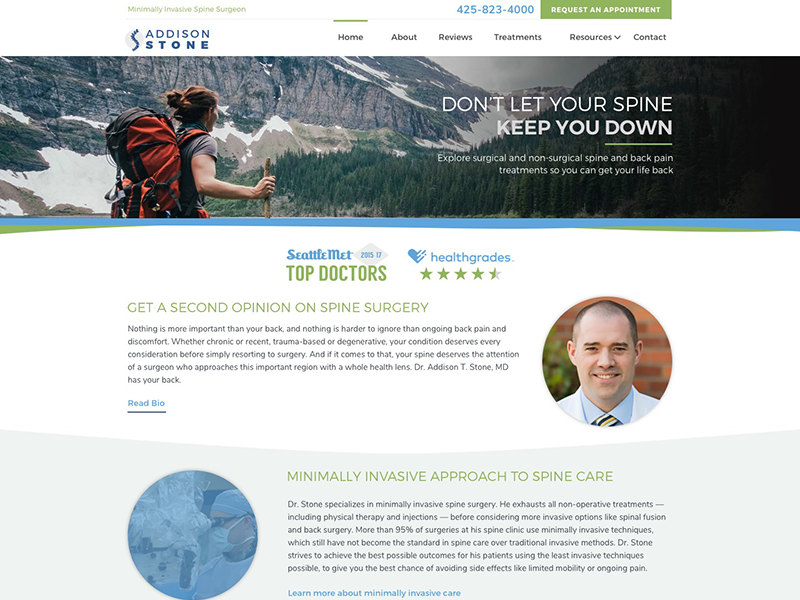 Minimally Invasive Spine Surgeon
425-823-4000
REQUEST AN APPOINTMENT
ADDISON
STONE
Home About Reviews Treatments Resources Contact
DON'T LET YOUR SPINE
KEEP YOU DOWN
Explore surgical and non-surgical spine and back pain
treatments so you can get your life back
SeattleMet 2015 17
TOP DOCTORS
healthgrades.
GET A SECOND OPINION ON SPINE SURGERY
Nothing is more important than your back, and nothing is harder to ignore than ongoing back pain and
discomfort. Whether chronic or recent, trauma-based or degenerative, your condition deserves every
consideration before simply resorting to surgery. And if it comes to that, your spine deserves the attention
of a surgeon who approaches this important region with a whole health lens. Dr. Addison T. Stone, MD
has your back.
Read Bio
MINIMALLY INVASIVE APPROACH TO SPINE CARE
Dr. Stone specializes in minimally invasive spine surgery. He exhausts all non-operative treatments —
including physical therapy and injections — before considering more invasive options like spinal fusion
and back surgery. More than 95% of surgeries at his spine clinic use minimally invasive techniques,
which still have not become the standard in spine care over traditional invasive methods. Dr. Stone
strives to achieve the best possible outcomes for his patients using the least invasive techniques
possible, to give you the best chance of avoiding side effects like limited mobility or ongoing pain.
Learn more about minimally invasive care